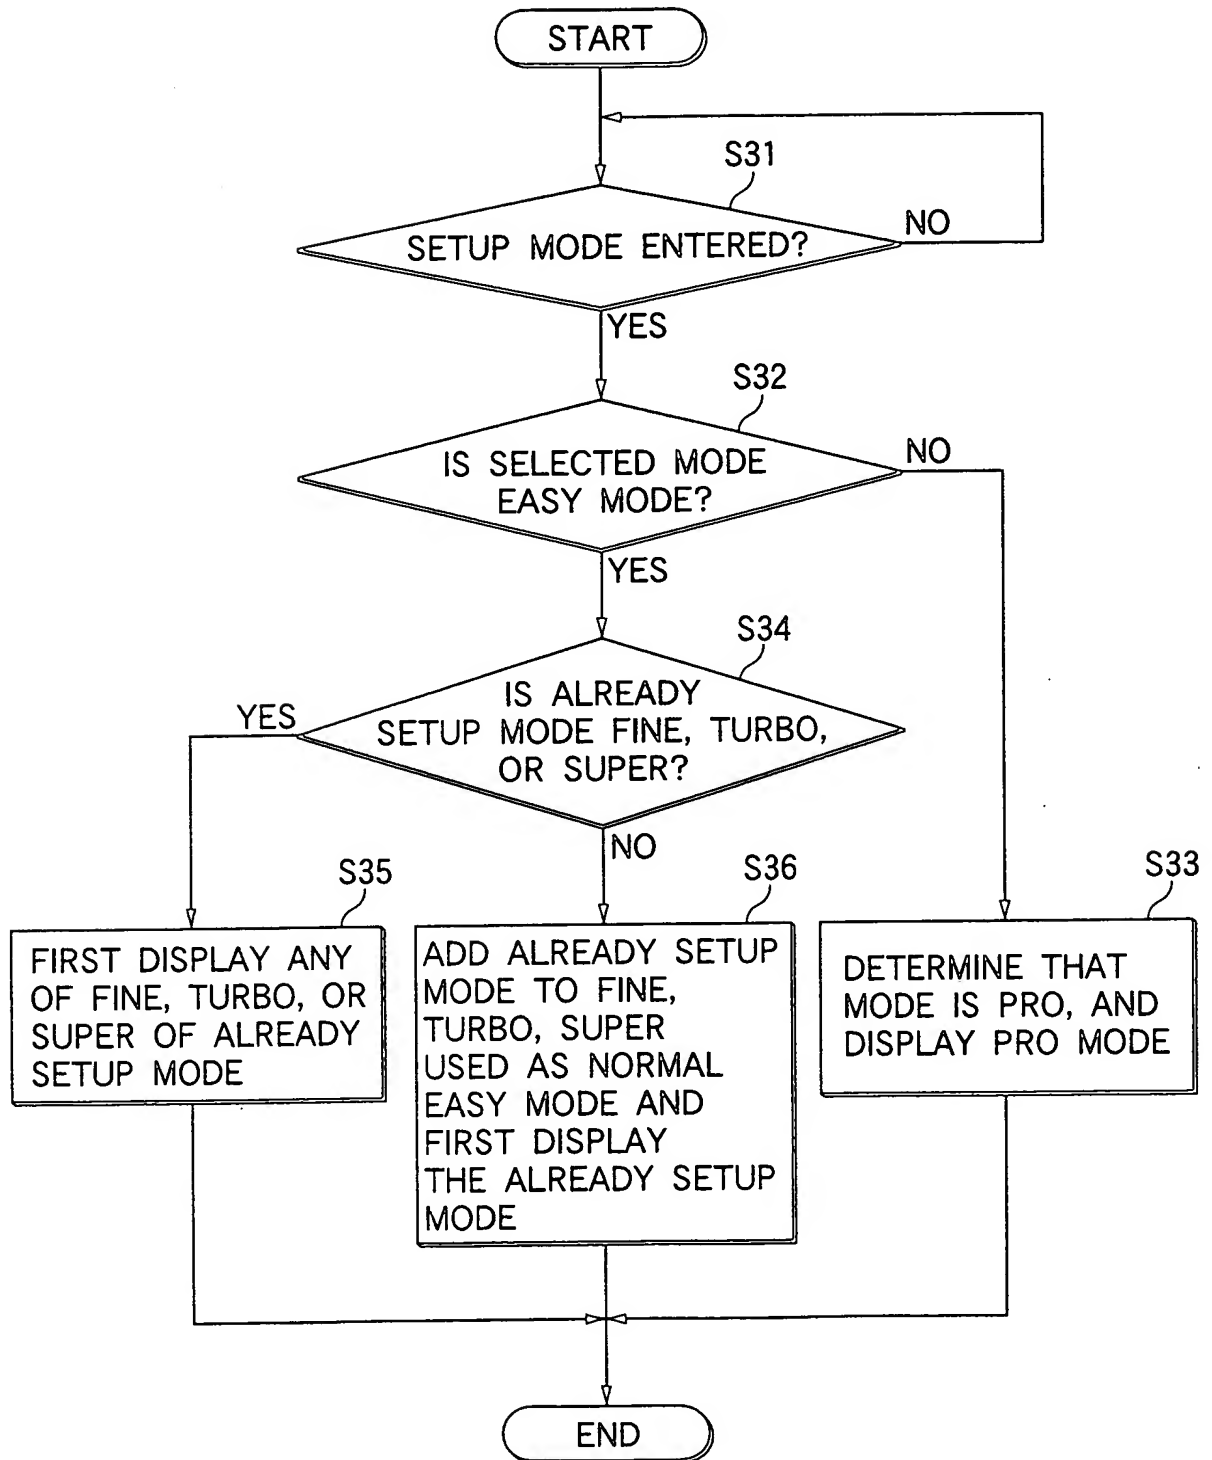 START
S31
SETUP MODE ENTERED?
NO
YES
S32
IS SELECTED MODE
EASY MODE?
NO
YES
S34
IS ALREADY
SETUP MODE FINE, TURBO,
OR SUPER?
YES
NO
S35
FIRST DISPLAY ANY
OF FINE, TURBO, OR
SUPER OF ALREADY
SETUP MODE
S36
ADD ALREADY SETUP
MODE TO FINE,
TURBO, SUPER
USED AS NORMAL
EASY MODE AND
FIRST DISPLAY
THE ALREADY SETUP
MODE
S33
DETERMINE THAT
MODE IS PRO, AND
DISPLAY PRO MODE
END